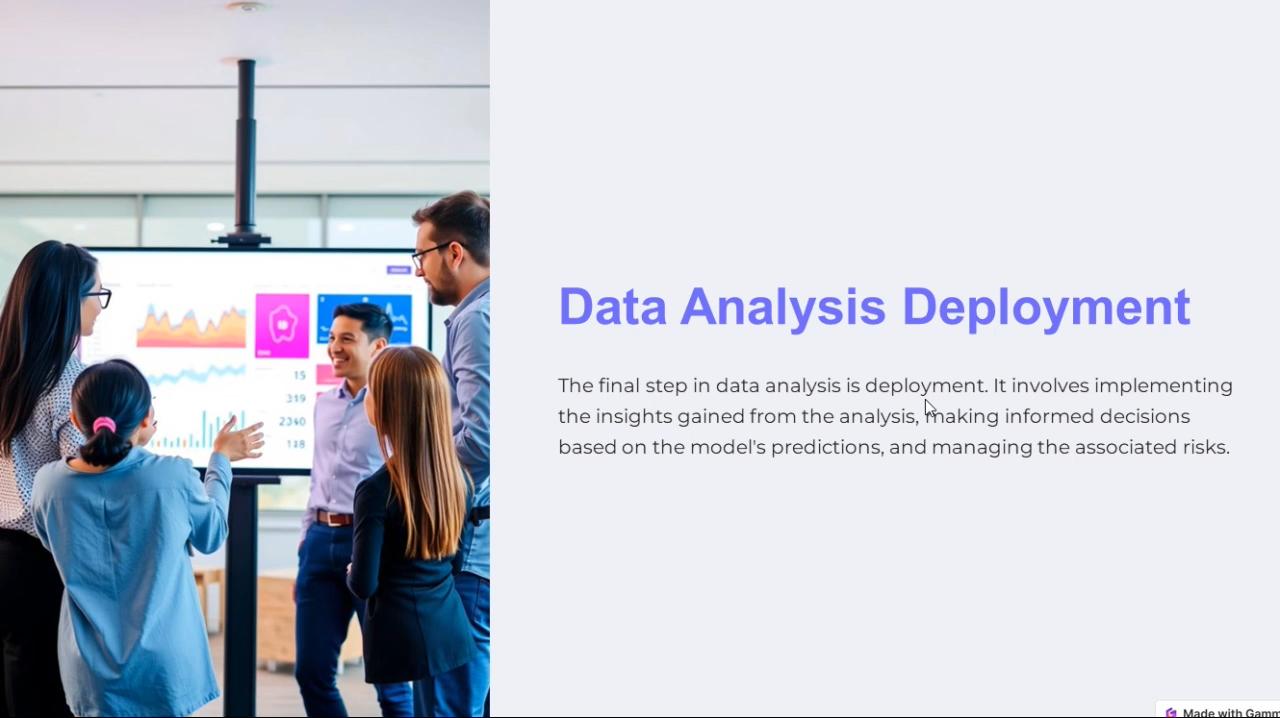 Data Analysis Deployment
The final step in data analysis is deployment. It involves implementing
the insights gained from the analysis, making informed decisions
based on the model's predictions, and managing the associated risks.
15
319
2340
Made with Gamm